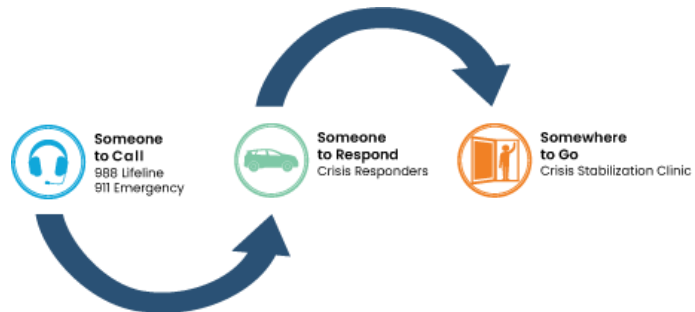 Someone
to Call
988 Lifeline
911 Emergency
Someone
to Respond
Crisis Responders
Somewhere
to Go
Crisis Stabilization Clinic